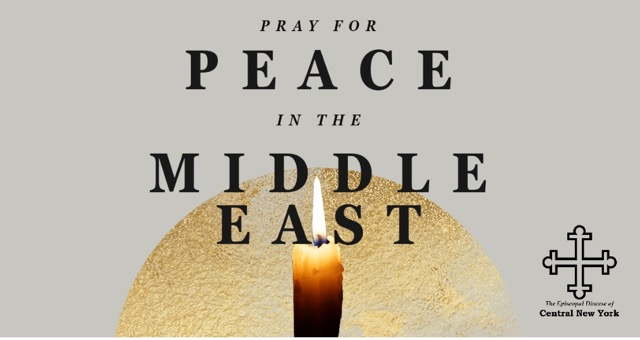 PRAY FOR
PEACE
IN THE
MIDDLE
EAST
The Episcopal Diocese of
Central New York